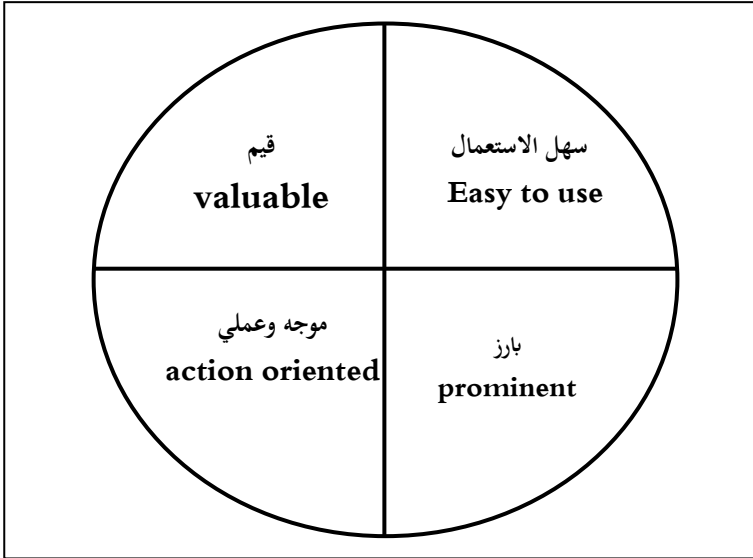 سهل الاستعمال
Easy to use
قيم
valuable
بارز
prominent
موجه وعملي
action oriented